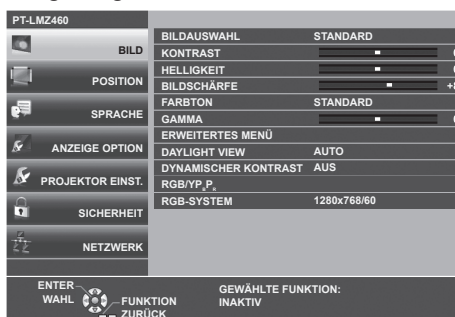 PT-LMZ460
BILD
POSITION
SPRACHE
ANZEIGE OPTION
PROJEKTOR EINST.
SICHERHEIT
NETZWERK
BILDAUSWAHL STANDARD
KONTRAST
HELLIGKEIT
BILDSCHÄRFE
FARBTON STANDARD
GAMMA
ERWEITERTES MENÜ
DAYLIGHT VIEW AUTO
DYNAMISCHER KONTRAST AUS
RGB/YPBPR
RGB-SYSTEM 1280x768/60
ENTER
WAHL
FUNKTION
ZURÜCK
GEWÄHLTE FUNKTION:
INAKTIV